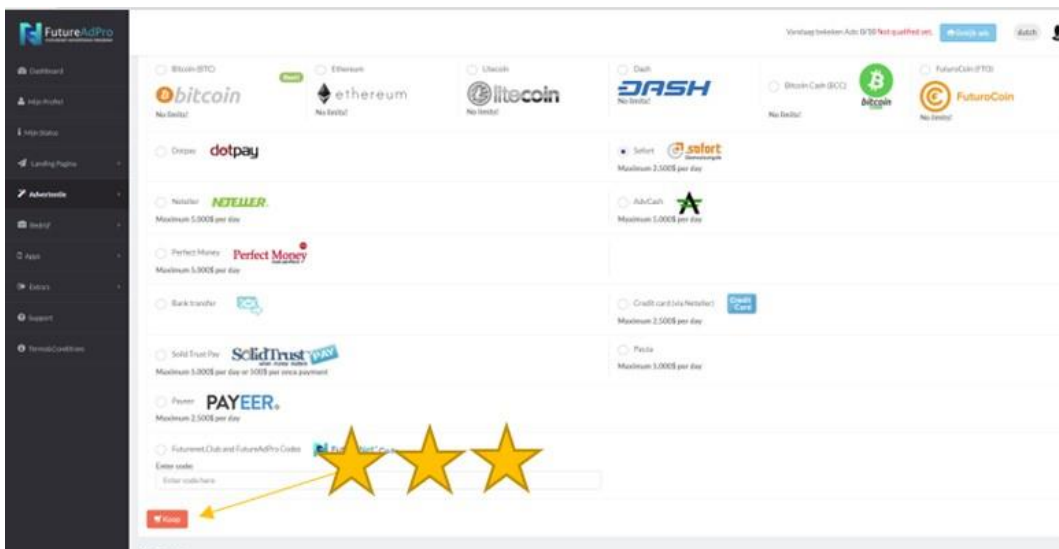 FutureAdPro
Vandaag bekeken Ads 0/10 Not qualified yet.
dutch
Dashboard
Mijn Profiel
Mijn Status
Landing Pagina
Advertentie
Bedrijf
Apps
Extra's
Support
Terms&Conditions
Bitcoin (BTC)
bitcoin
No limits!
Ethereum
ethereum
No limits!
Litecoin
litecoin
No limits!
Dash
DASH
No limits!
Bitcoin Cash (BCC)
bitcoin
No limits!
FuturoCoin (FTO)
FuturoCoin
No limits!
Dotpay dotpay
Sofort sofort
Maximum 2,500$ per day
Neteller NETELLER
Maximum 5,000$ per day
AdvCash
Maximum 5,000$ per day
Perfect Money Perfect Money
Maximum 5,000$ per day
Bank transfer
Credit card (via Neteller) Credit Card
Maximum 2,500$ per day
Solid Trust Pay SolidTrust PAY
Maximum 5,000$ per day or 500$ per once payment
Payza
Maximum 5,000$ per day
Payeer PAYEER
Maximum 2,500$ per day
Futurenet.Club and FutureAdPro Codes
Enter code:
Enter code here
Koop